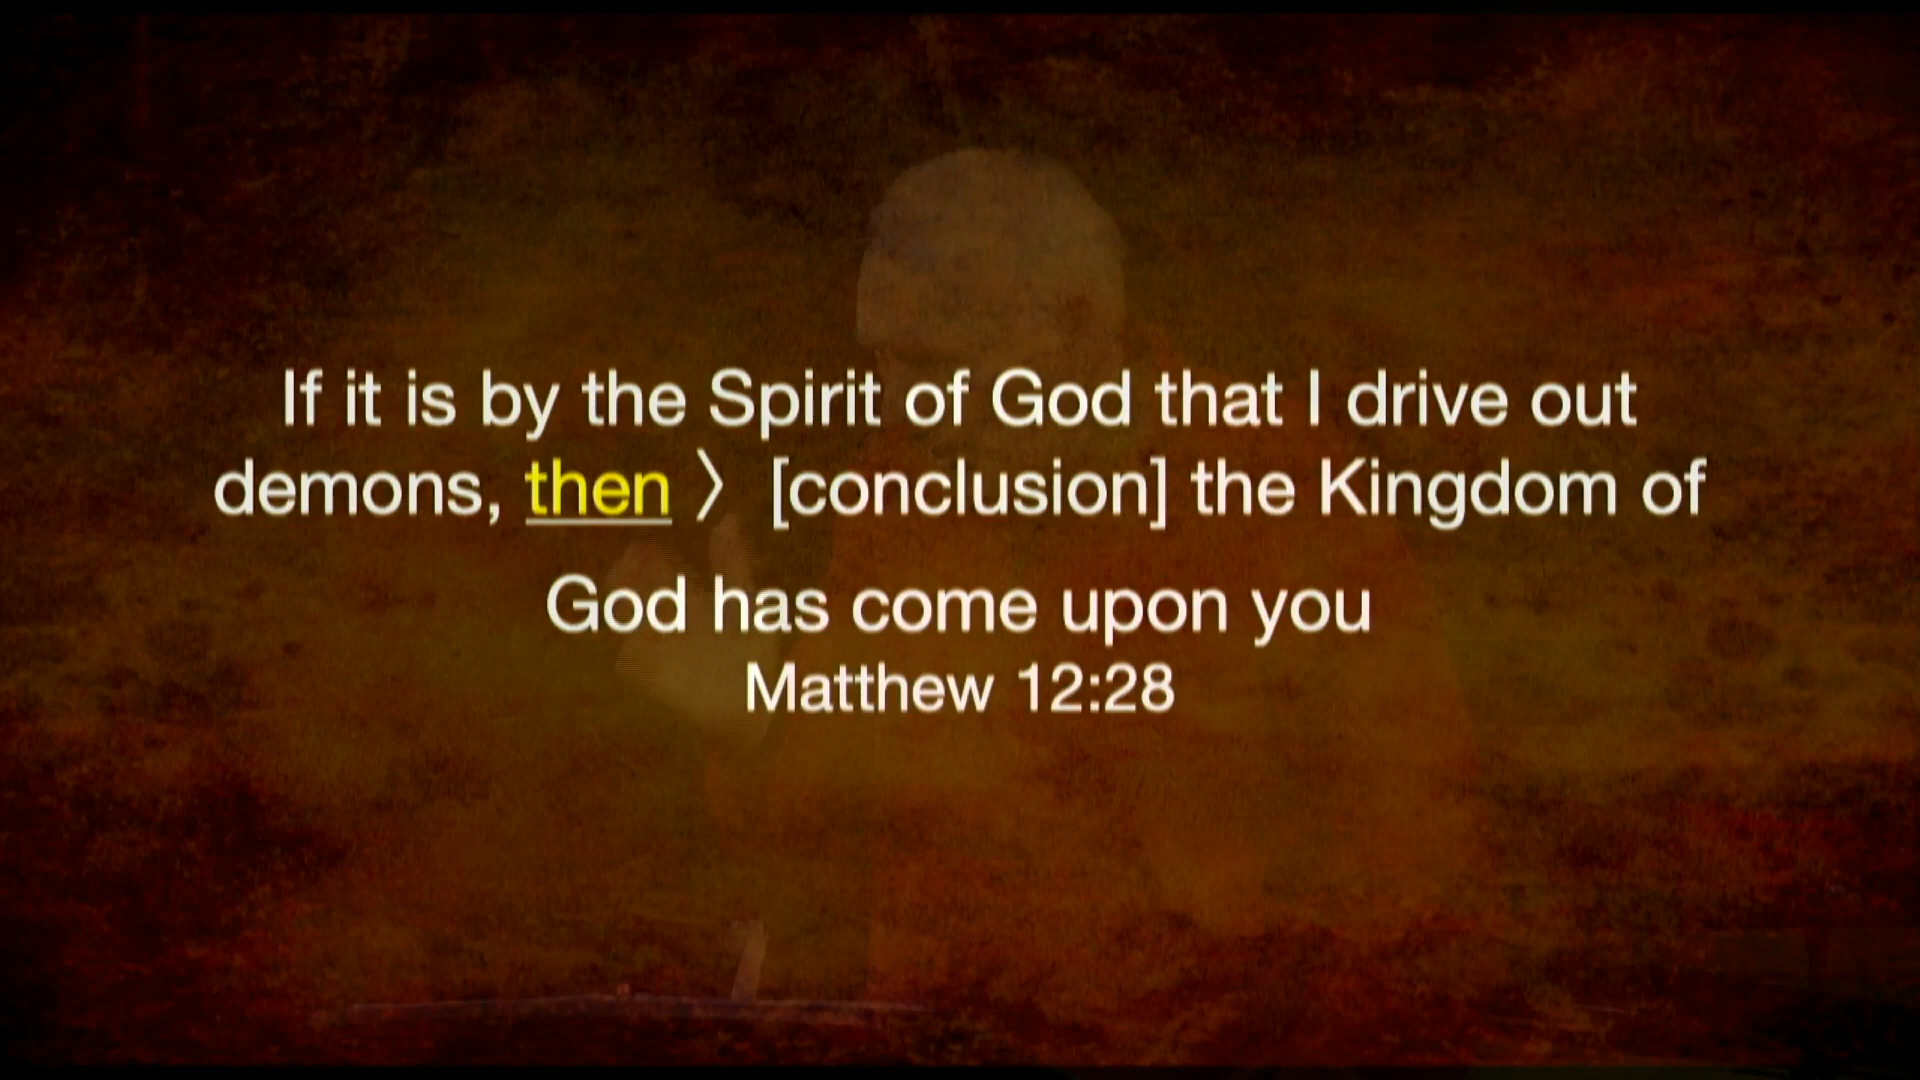 If it is by the Spirit of God that I drive out
demons, then 〉 [conclusion] the Kingdom of
God has come upon you
Matthew 12:28